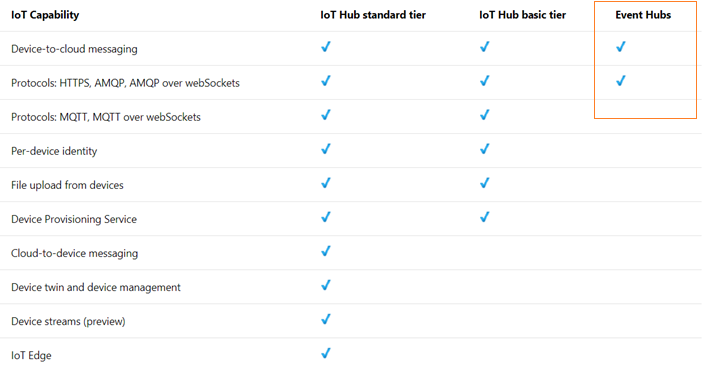 IoT Capability IoT Hub standard tier IoT Hub basic tier Event Hubs
Device-to-cloud messaging ✓ ✓ ✓
Protocols: HTTPS, AMQP, AMQP over webSockets ✓ ✓ ✓
Protocols: MQTT, MQTT over webSockets ✓ ✓
Per-device identity ✓ ✓
File upload from devices ✓ ✓
Device Provisioning Service ✓ ✓
Cloud-to-device messaging ✓
Device twin and device management ✓
Device streams (preview) ✓
IoT Edge ✓